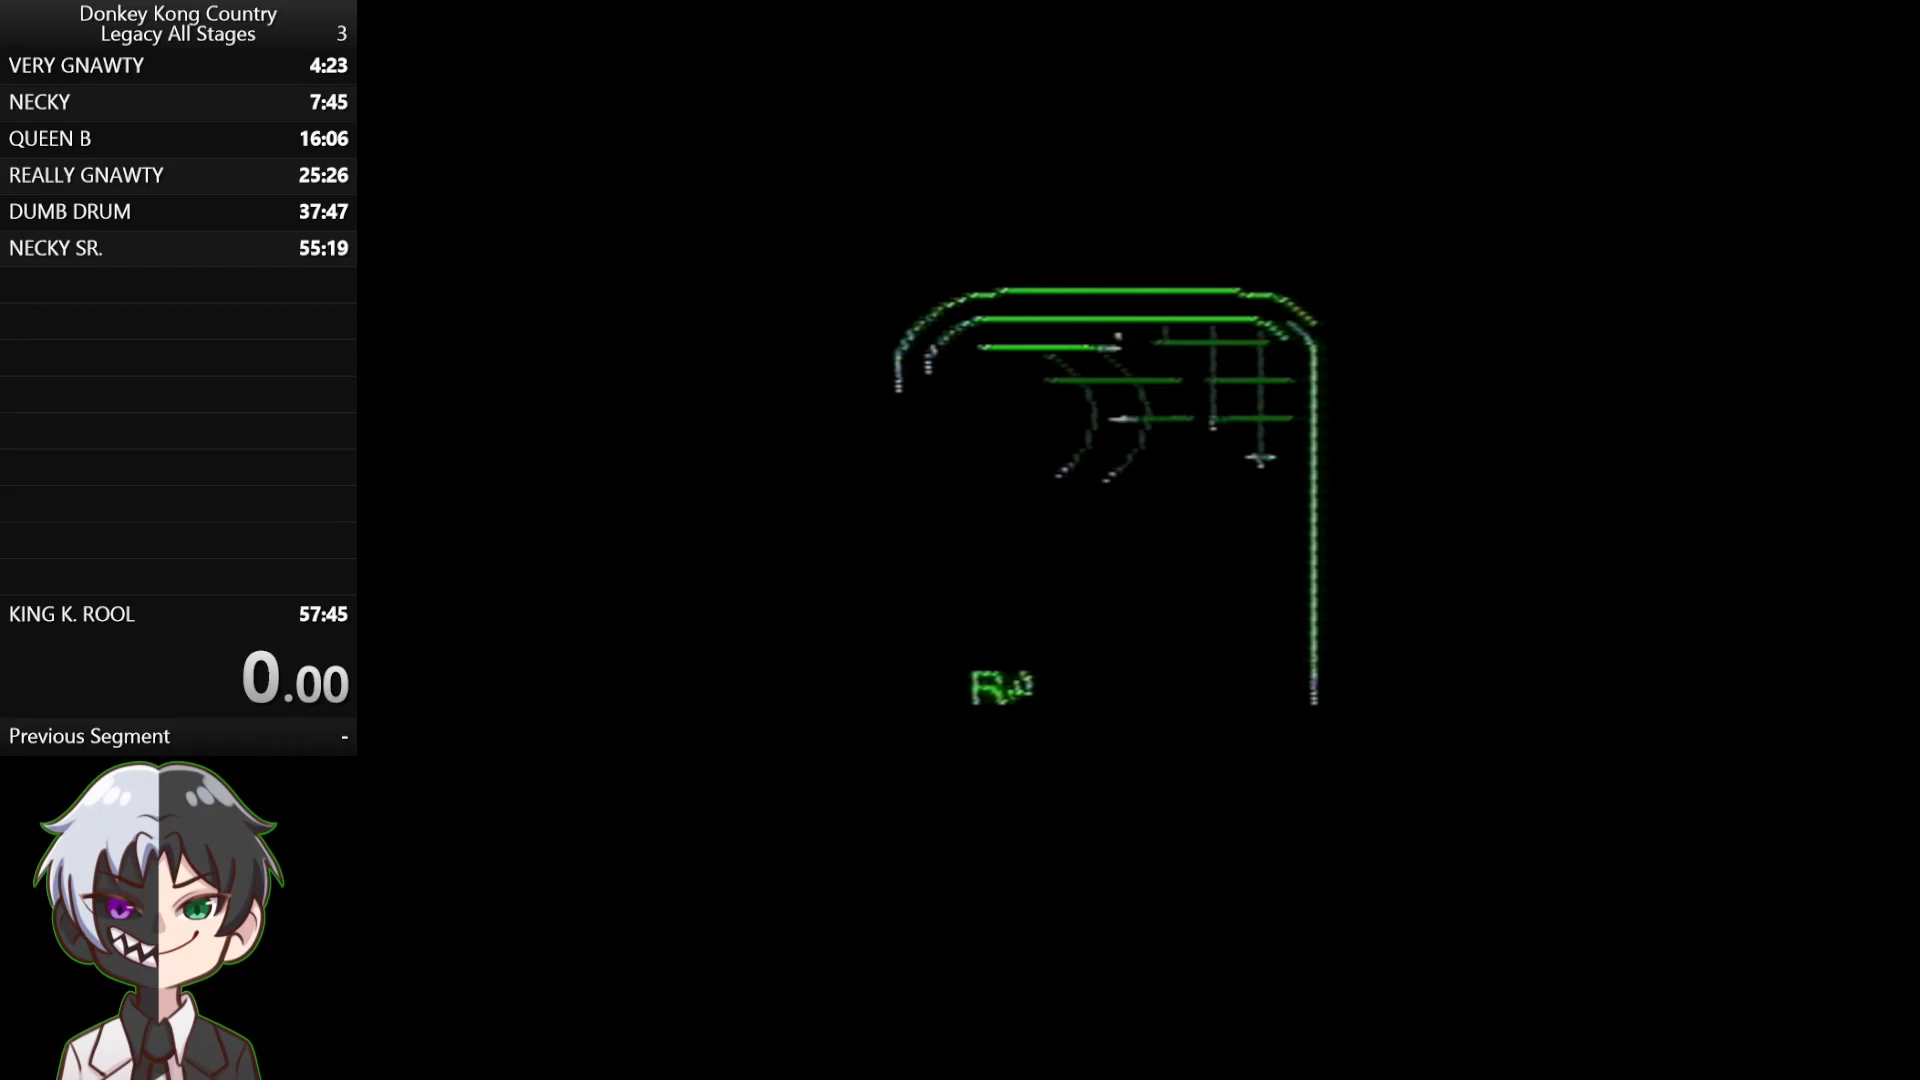 Donkey Kong Country
Legacy All Stages 3
VERY GNAWTY 4:23
NECKY 7:45
QUEEN B 16:06
REALLY GNAWTY 25:26
DUMB DRUM 37:47
NECKY SR. 55:19
KING K. ROOL 57:45
0.00
Previous Segment -